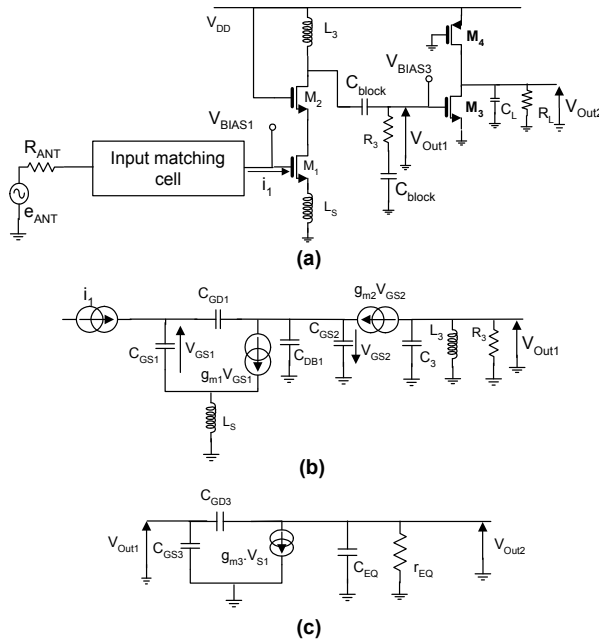 V_DD
L_3
M_4
V_BIAS3
C_block
M_2
V_BIAS1
M_3
C_L
R_L
V_Out2
R_3
V_Out1
R_ANT
Input matching
cell
i_1
M_1
C_block
e_ANT
L_S
(a)
i_1
C_GD1
g_m2V_GS2
C_GS1
V_GS1
g_m1V_GS1
C_DB1
C_GS2
V_GS2
C_3
L_3
R_3
V_Out1
L_S
(b)
C_GD3
V_Out1
C_GS3
g_m3.V_S1
C_EQ
r_EQ
V_Out2
(c)